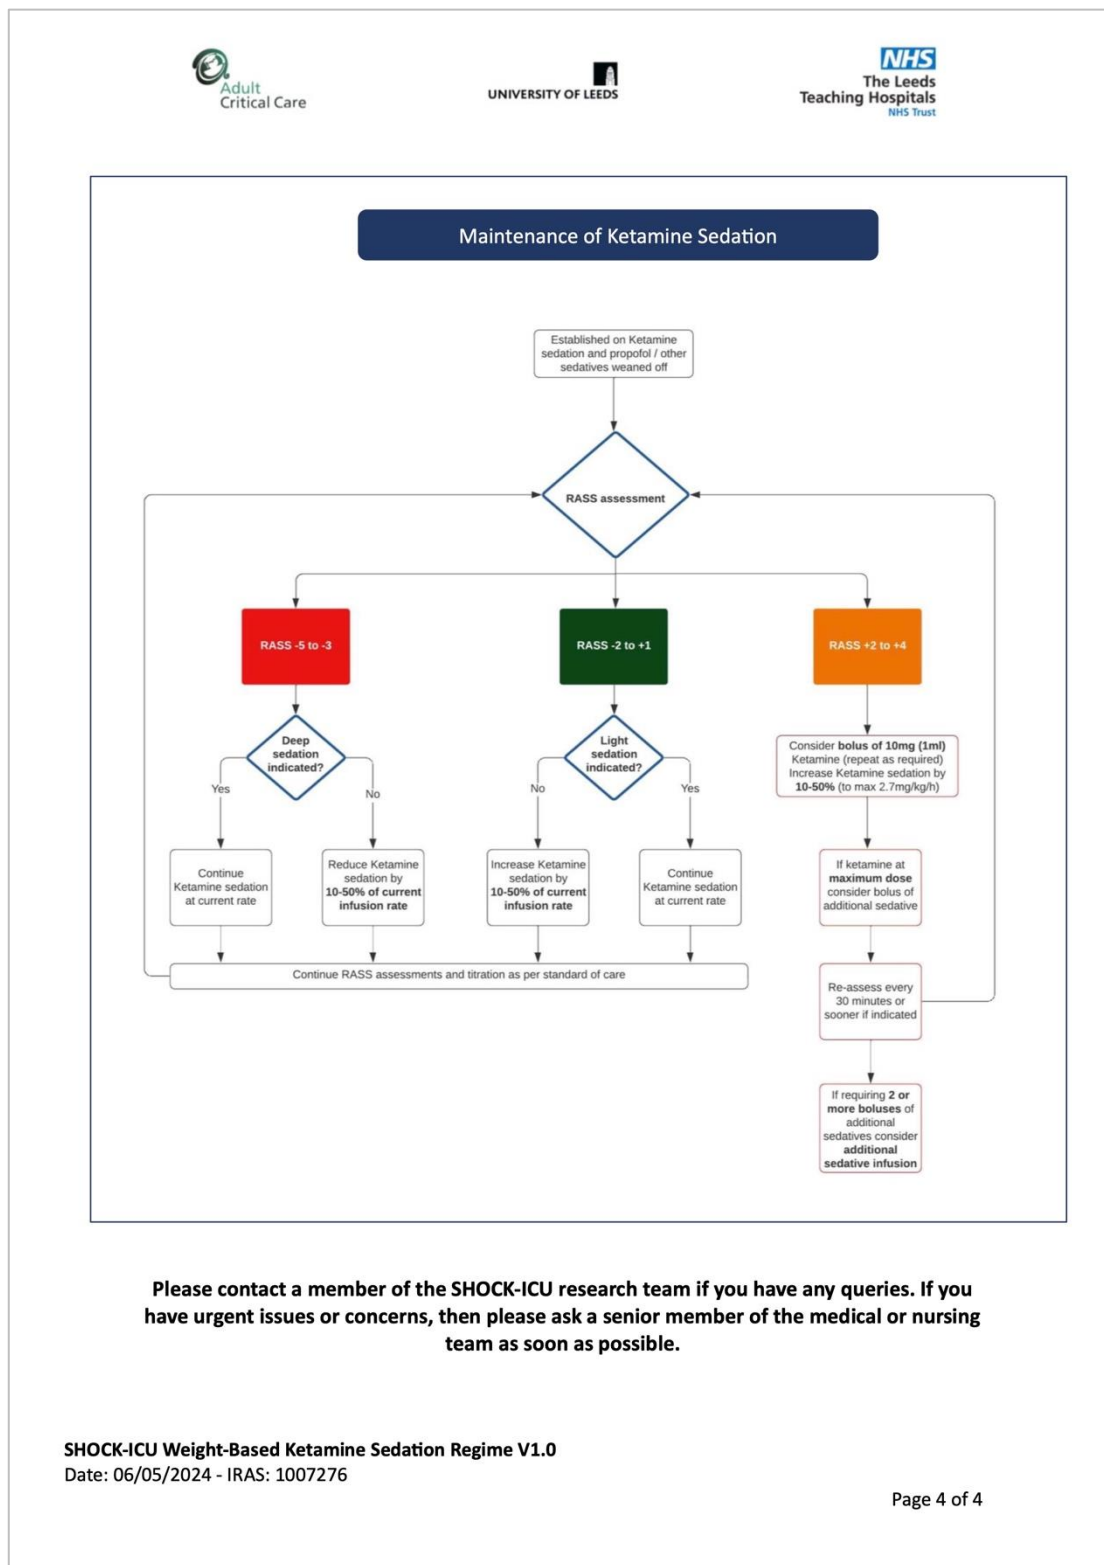 Adult
Critical Care
UNIVERSITY OF LEEDS
NHS
The Leeds
Teaching Hospitals
NHS Trust
Maintenance of Ketamine Sedation
Established on Ketamine
sedation and propofol / other
sedatives weaned off
RASS assessment
RASS -5 to -3
RASS -2 to +1
RASS +2 to +4
Deep
sedation
indicated?
Yes
No
Light
sedation
indicated?
No
Yes
Consider bolus of 10mg (1ml)
Ketamine (repeat as required)
Increase Ketamine sedation by
10-50% (to max 2.7mg/kg/h)
Continue
Ketamine sedation
at current rate
Reduce Ketamine
sedation by
10-50% of current
infusion rate
Increase Ketamine
sedation by
10-50% of current
infusion rate
Continue
Ketamine sedation
at current rate
If ketamine at
maximum dose
consider bolus of
additional sedative
Continue RASS assessments and titration as per standard of care
Re-assess every
30 minutes or
sooner if indicated
If requiring 2 or
more boluses of
additional
sedatives consider
additional
sedative infusion
Please contact a member of the SHOCK-ICU research team if you have any queries. If you
have urgent issues or concerns, then please ask a senior member of the medical or nursing
team as soon as possible.
SHOCK-ICU Weight-Based Ketamine Sedation Regime V1.0
Date: 06/05/2024 - IRAS: 1007276
Page 4 of 4